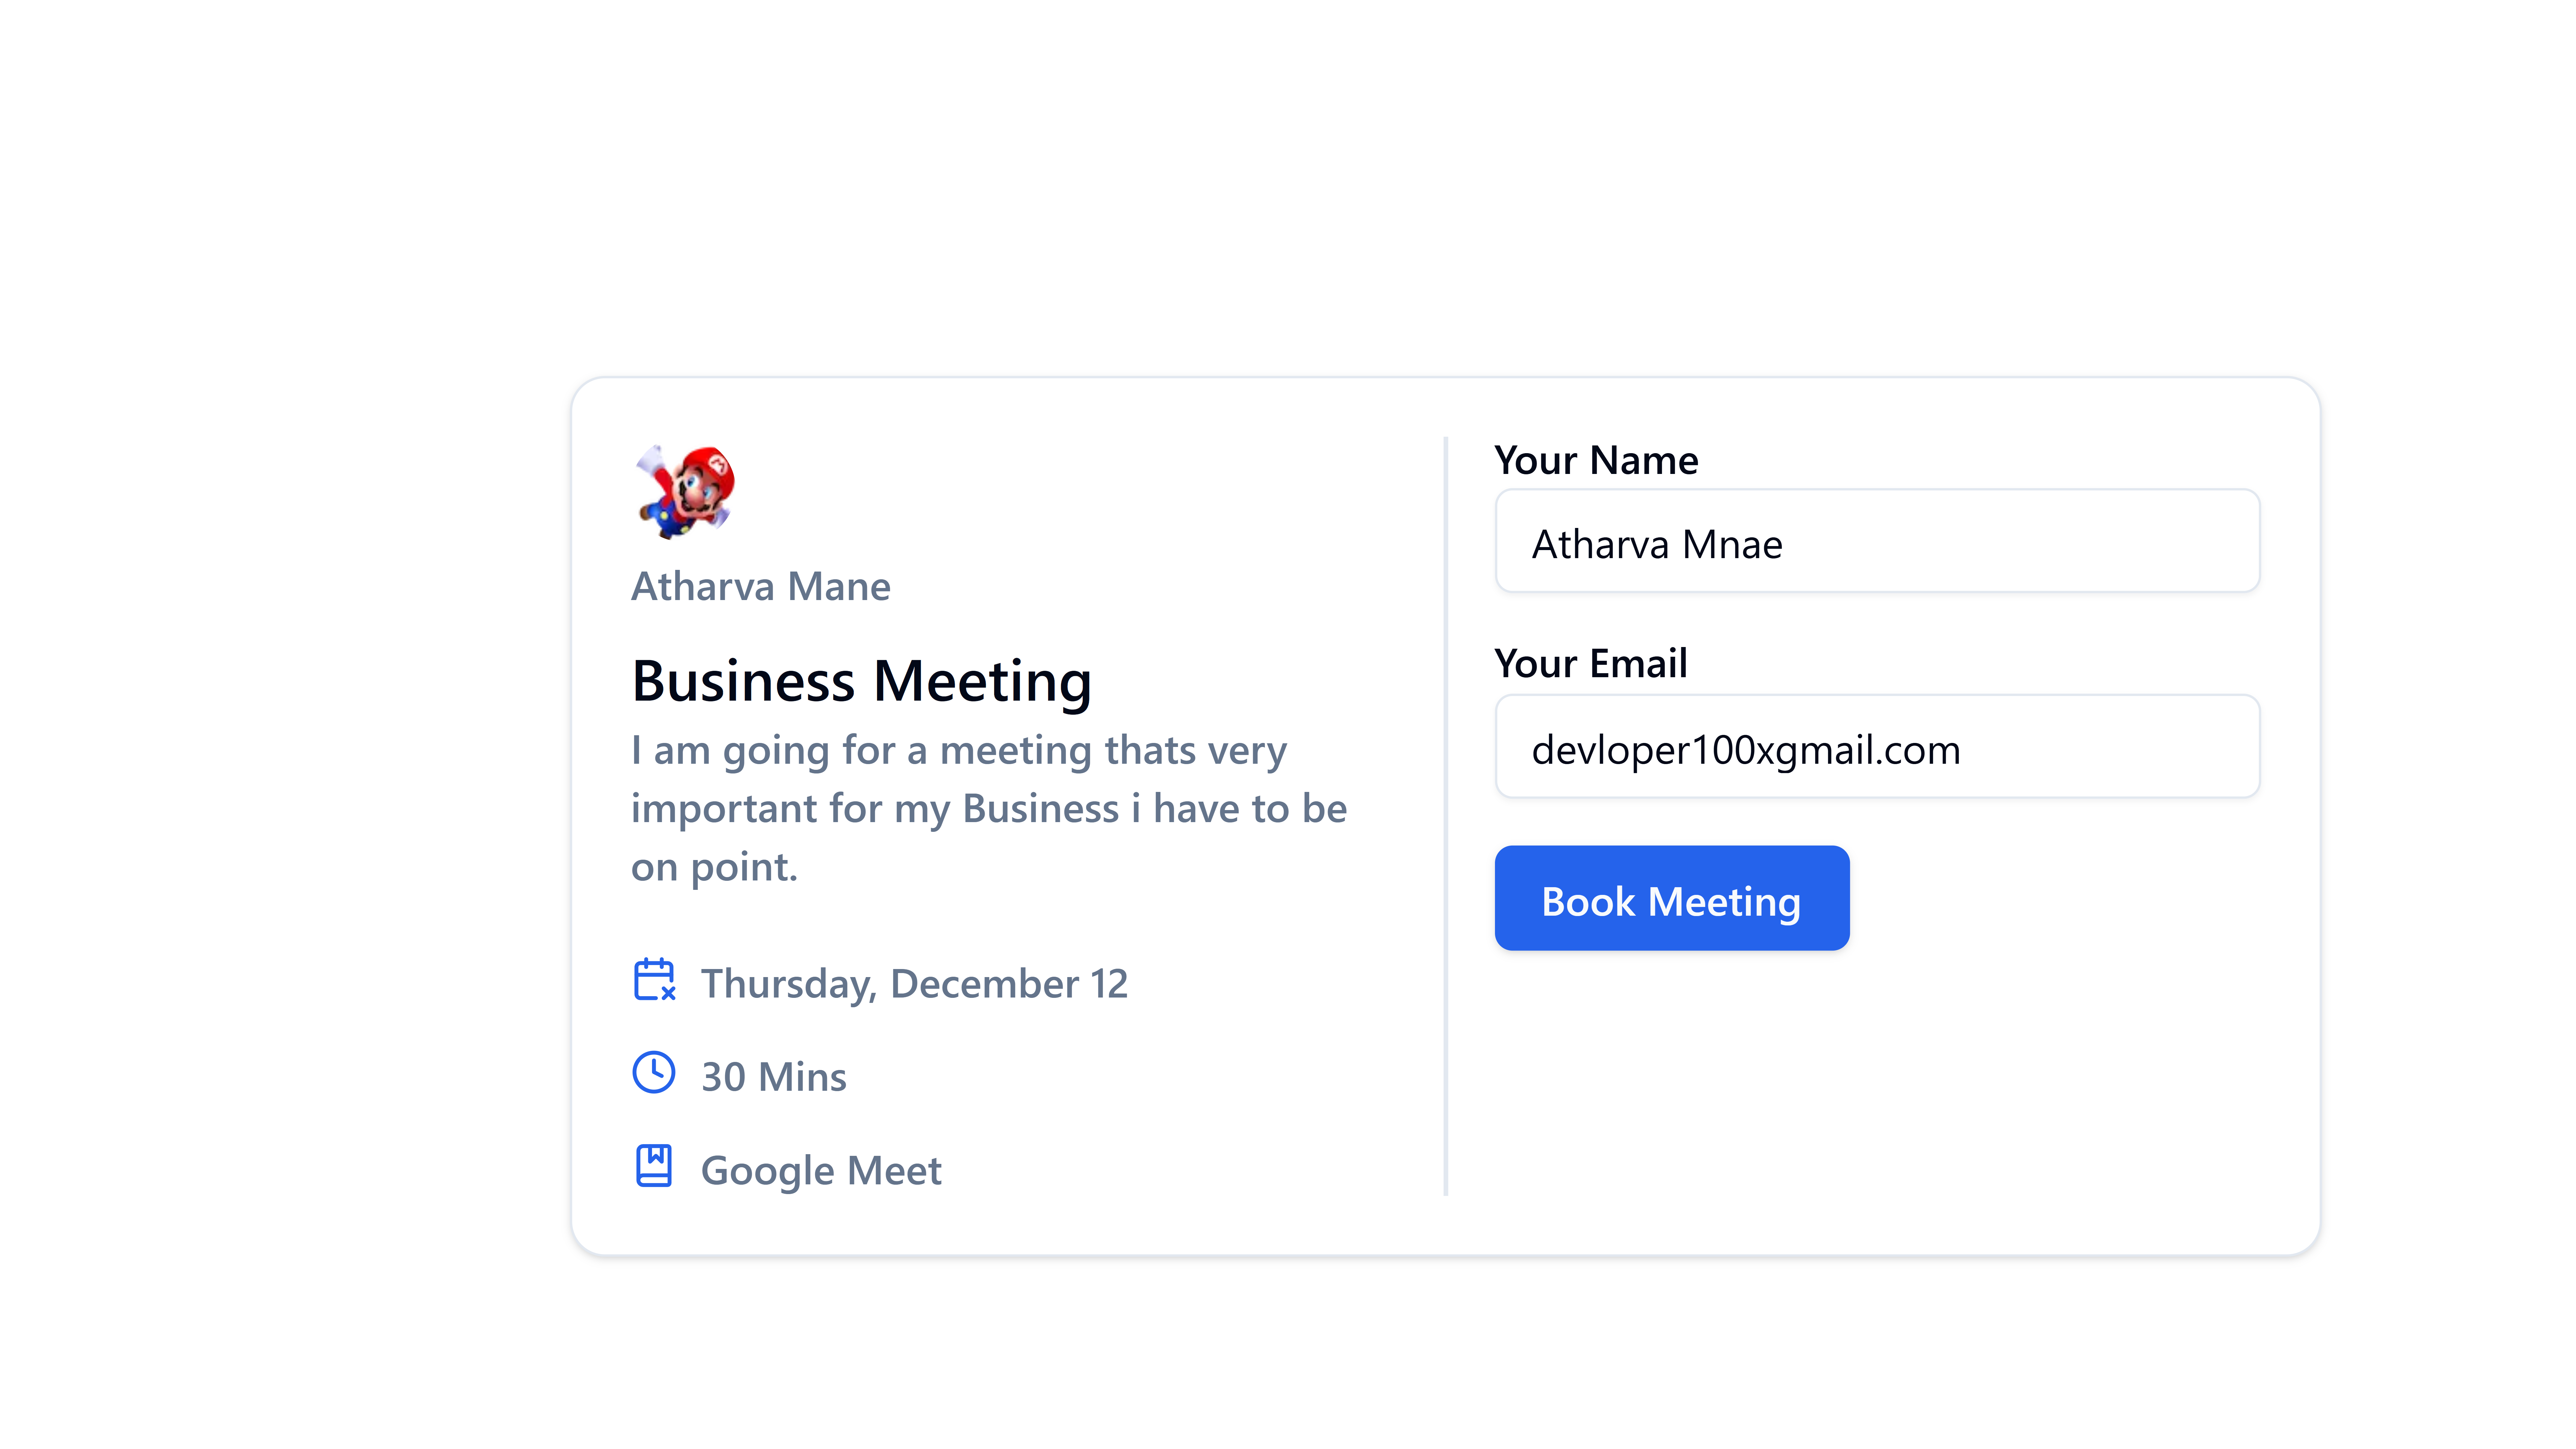 Atharva Mane
Business Meeting
I am going for a meeting thats very
important for my Business i have to be
on point.
Thursday, December 12
30 Mins
Google Meet
Your Name
Atharva Mnae
Your Email
devloper100xgmail.com
Book Meeting